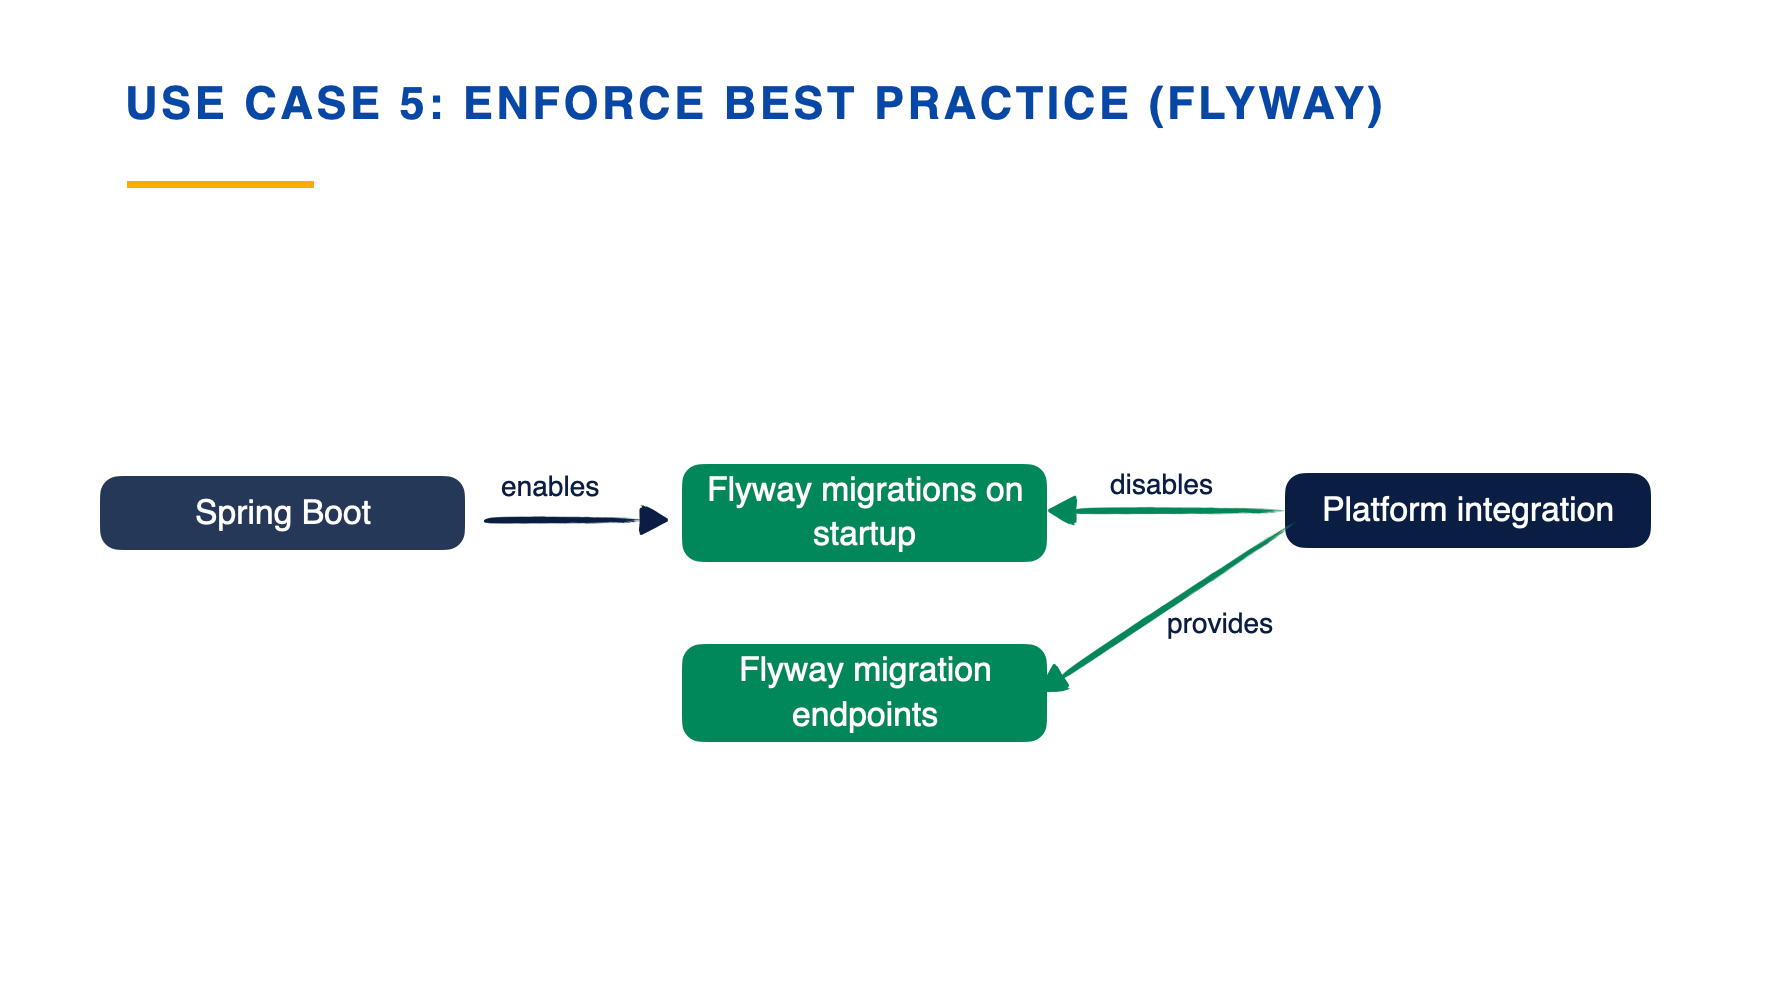 USE CASE 5: ENFORCE BEST PRACTICE (FLYWAY)
Spring Boot
enables
Flyway migrations on
startup
disables
Platform integration
provides
Flyway migration
endpoints